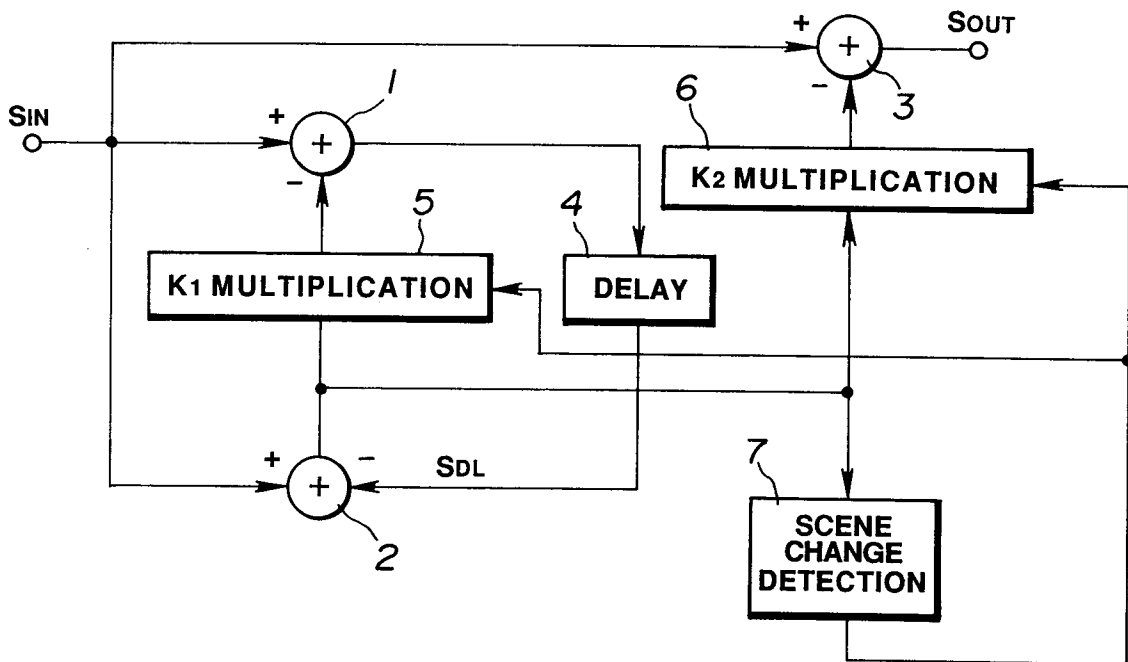 + SOUT
- 3
6
SIN
+ 1
-
K2 MULTIPLICATION
5
4
K1 MULTIPLICATION
DELAY
+ - SDL
2
7
SCENE
CHANGE
DETECTION